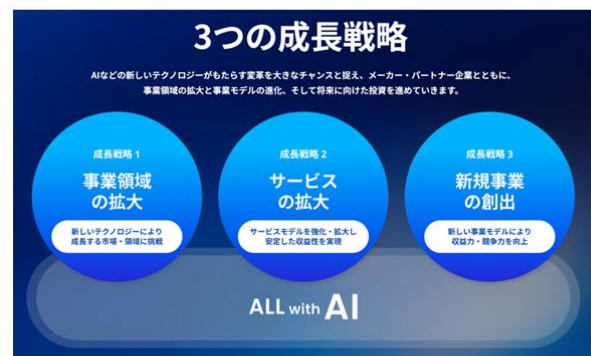 3つの成長戦略
AIなどの新しいテクノロジーがもたらす変革を大きなチャンスと捉え、メーカー・パートナー企業とともに、
事業領域の拡大と事業モデルの進化、そして将来に向けた投資を進めていきます。
成長戦略 1
事業領域
の拡大
新しいテクノロジーにより
成長する市場・領域に挑戦
成長戦略 2
サービス
の拡大
サービスモデルを強化・拡大し
安定した収益性を実現
成長戦略 3
新規事業
の創出
新しい事業モデルにより
収益力・競争力を向上
ALL with AI